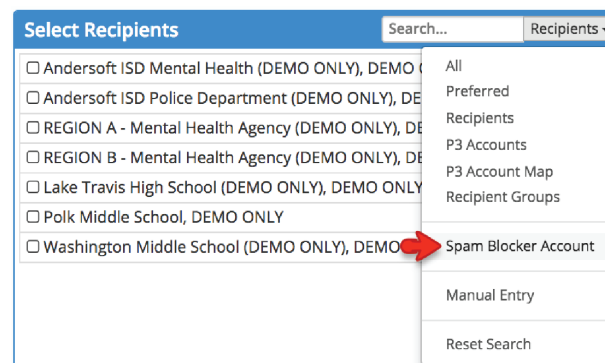 Select Recipients
Search...
Recipients
Andersoft ISD Mental Health (DEMO ONLY), DEMO
Andersoft ISD Police Department (DEMO ONLY), DE
REGION A - Mental Health Agency (DEMO ONLY), DE
REGION B - Mental Health Agency (DEMO ONLY), DE
Lake Travis High School (DEMO ONLY), DEMO ONLY
Polk Middle School, DEMO ONLY
Washington Middle School (DEMO ONLY), DEMO
All
Preferred
Recipients
P3 Accounts
P3 Account Map
Recipient Groups
Spam Blocker Account
Manual Entry
Reset Search